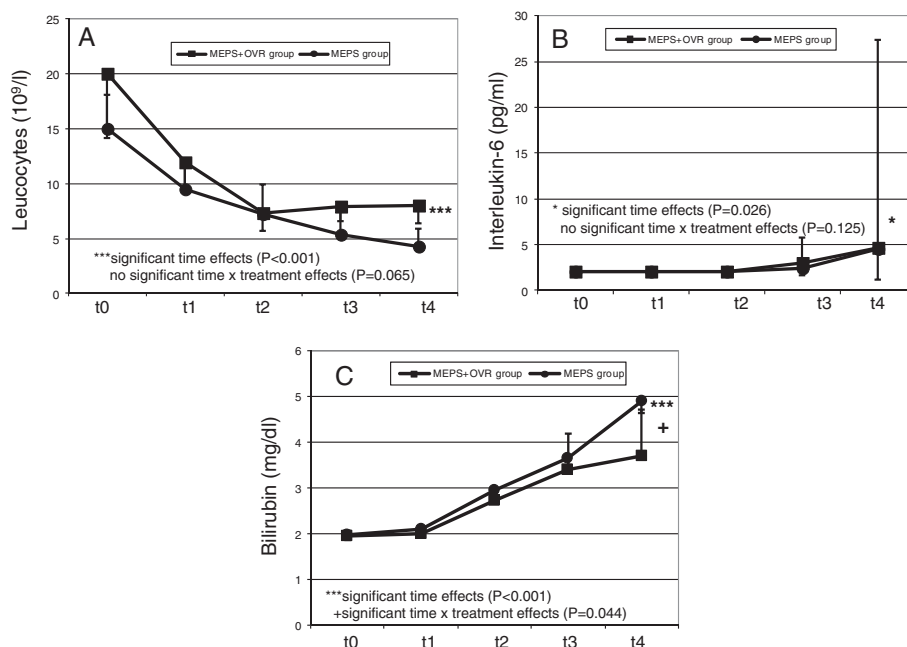 A
MEPS+OVR group
MEPS group
Leucocytes (10⁹/l)
25
20
15
10
5
0
***
***significant time effects (P<0.001)
no significant time x treatment effects (P=0.065)
t0 t1 t2 t3 t4
B
MEPS+OVR group
MEPS group
Interleukin-6 (pg/ml)
30
25
20
15
10
5
0
* significant time effects (P=0.026)
no significant time x treatment effects (P=0.125)
*
t0 t1 t2 t3 t4
C
MEPS+OVR group
MEPS group
Bilirubin (mg/dl)
6
5
4
3
2
1
0
***
+
***significant time effects (P<0.001)
+significant time x treatment effects (P=0.044)
t0 t1 t2 t3 t4